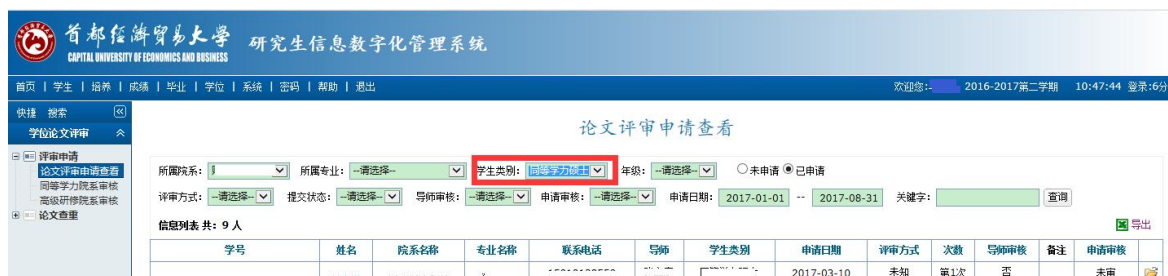 首都经济贸易大学 研究生信息数字化管理系统
CAPITAL UNIVERSITY OF ECONOMICS AND BUSINESS
首页 | 学生 | 培养 | 成绩 | 毕业 | 学位 | 系统 | 密码 | 帮助 | 退出 欢迎您: 2016-2017第二学期 10:47:44 登录:6分
快捷 搜索
学位论文评审
评审申请
论文评审申请查看
同等学力院系审核
高级研修院系审核
论文查重
论文评审申请查看
所属院系: 所属专业: --请选择-- 学生类别: 同等学力硕士 年级: --请选择-- 未申请 已申请
评审方式: --请选择-- 提交状态: --请选择-- 导师审核: --请选择-- 申请审核: --请选择-- 申请日期: 2017-01-01 -- 2017-08-31 关键字: 查询
信息列表 共: 9 人 导出
学号 姓名 院系名称 专业名称 联系电话 导师 学生类别 申请日期 评审方式 次数 导师审核 备注 申请审核
2017-03-10 未知 第1次 否 未审